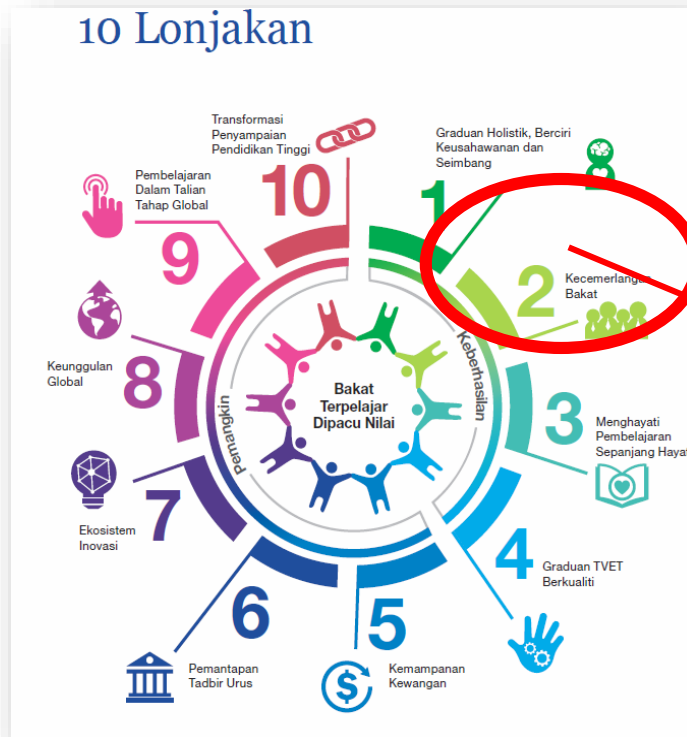 10 Lonjakan
Transformasi
Penyampaian
Pendidikan Tinggi
10
Graduan Holistik, Berciri
Keusahawanan dan
Seimbang
1
Kecemerlangan
Bakat
2
Menghayati
Pembelajaran
Sepanjang Hayat
3
Graduan TVET
Berkualiti
4
Kemampanan
Kewangan
5
$
Pemantapan
Tadbir Urus
6
Ekosistem
Inovasi
7
Keunggulan
Global
8
Pembelajaran
Dalam Talian
Tahap Global
9
Pemangkin
Keberhasilan
Bakat
Terpelajar
Dipacu Nilai